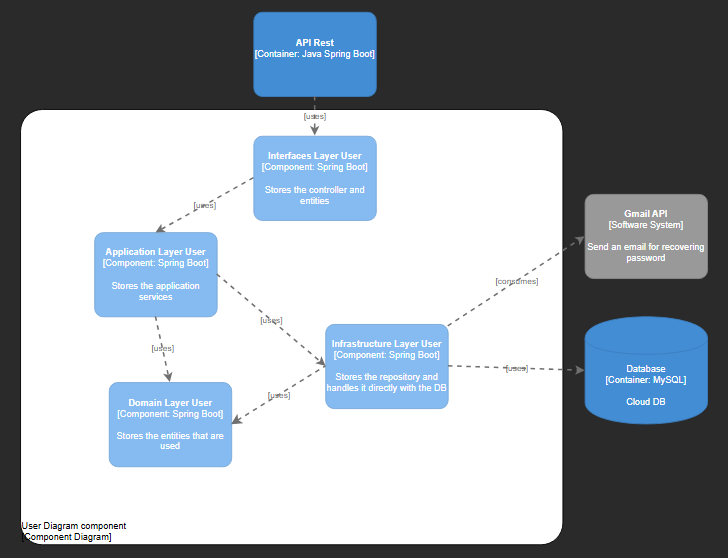 API Rest
[Container: Java Spring Boot]
[uses]
Interfaces Layer User
[Component: Spring Boot]
Stores the controller and
entities
[uses]
Application Layer User
[Component: Spring Boot]
Stores the application
services
[uses]
[uses]
Infrastructure Layer User
[Component: Spring Boot]
Stores the repository and
handles it directly with the DB
[uses]
Domain Layer User
[Component: Spring Boot]
Stores the entities that are
used
[consumes]
Gmail API
[Software System]
Send an email for recovering
password
[uses]
Database
[Container: MySQL]
Cloud DB
User Diagram component
[Component Diagram]